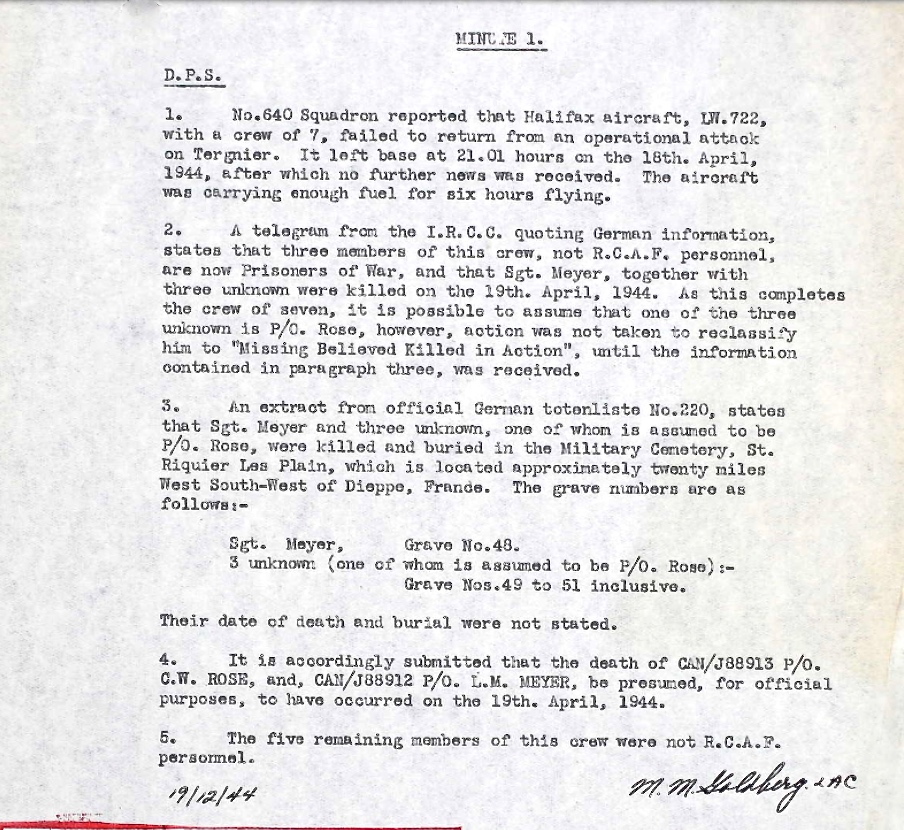 MINUTE 1.
D.P.S.
1. No.640 Squadron reported that Halifax aircraft, LW.722,
with a crew of 7, failed to return from an operational attack
on Tergnier. It left base at 21.01 hours on the 18th. April,
1944, after which no further news was received. The aircraft
was carrying enough fuel for six hours flying.
2. A telegram from the I.R.C.C. quoting German information,
states that three members of this crew, not R.C.A.F. personnel,
are now Prisoners of War, and that Sgt. Meyer, together with
three unknown were killed on the 19th. April, 1944. As this completes
the crew of seven, it is possible to assume that one of the three
unknown is P/O. Rose, however, action was not taken to reclassify
him to "Missing Believed Killed in Action", until the information
contained in paragraph three, was received.
3. An extract from official German totenliste No.220, states
that Sgt. Meyer and three unknown, one of whom is assumed to be
P/O. Rose, were killed and buried in the Military Cemetery, St.
Riquier Les Plain, which is located approximately twenty miles
West South-West of Dieppe, France. The grave numbers are as
follows:-
Sgt. Meyer, Grave No.48.
3 unknown (one of whom is assumed to be P/O. Rose):-
Grave Nos.49 to 51 inclusive.
Their date of death and burial were not stated.
4. It is accordingly submitted that the death of CAN/J88913 P/O.
C.W. ROSE, and, CAN/J88912 P/O. L.M. MEYER, be presumed, for official
purposes, to have occurred on the 19th. April, 1944.
5. The five remaining members of this crew were not R.C.A.F.
personnel.
19/12/44 M. M. Goldberg. LAC